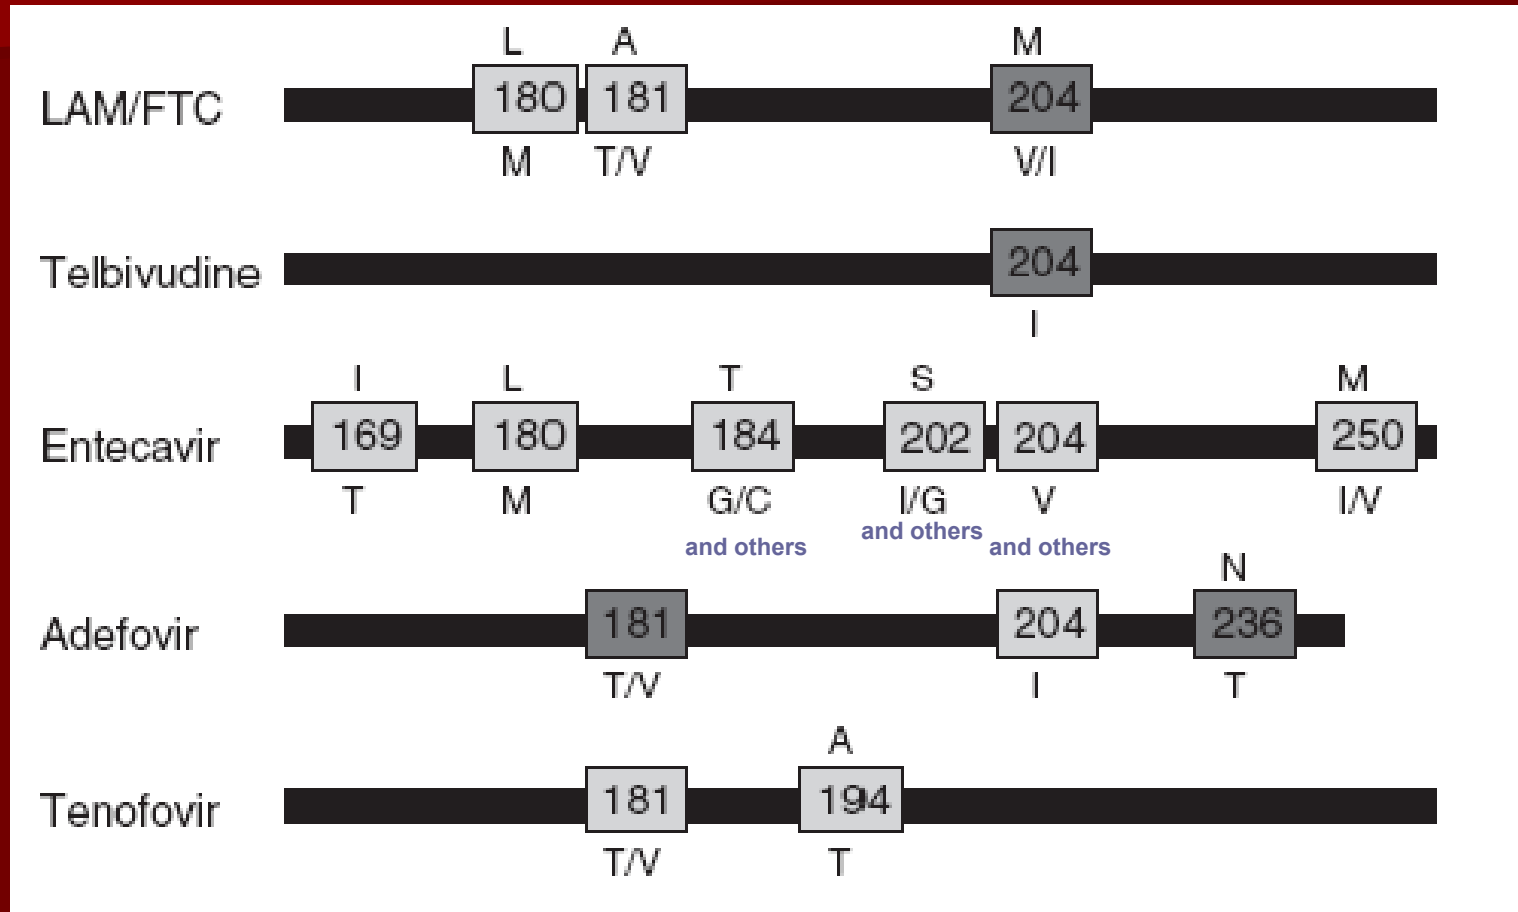 L A M
LAM/FTC 180 181 204
M T/V V/I
Telbivudine 204
I
I L T S M
Entecavir 169 180 184 202 204 250
T M G/C I/G V I/V
and others and others and others
N
Adefovir 181 204 236
T/V I T
A
Tenofovir 181 194
T/V T